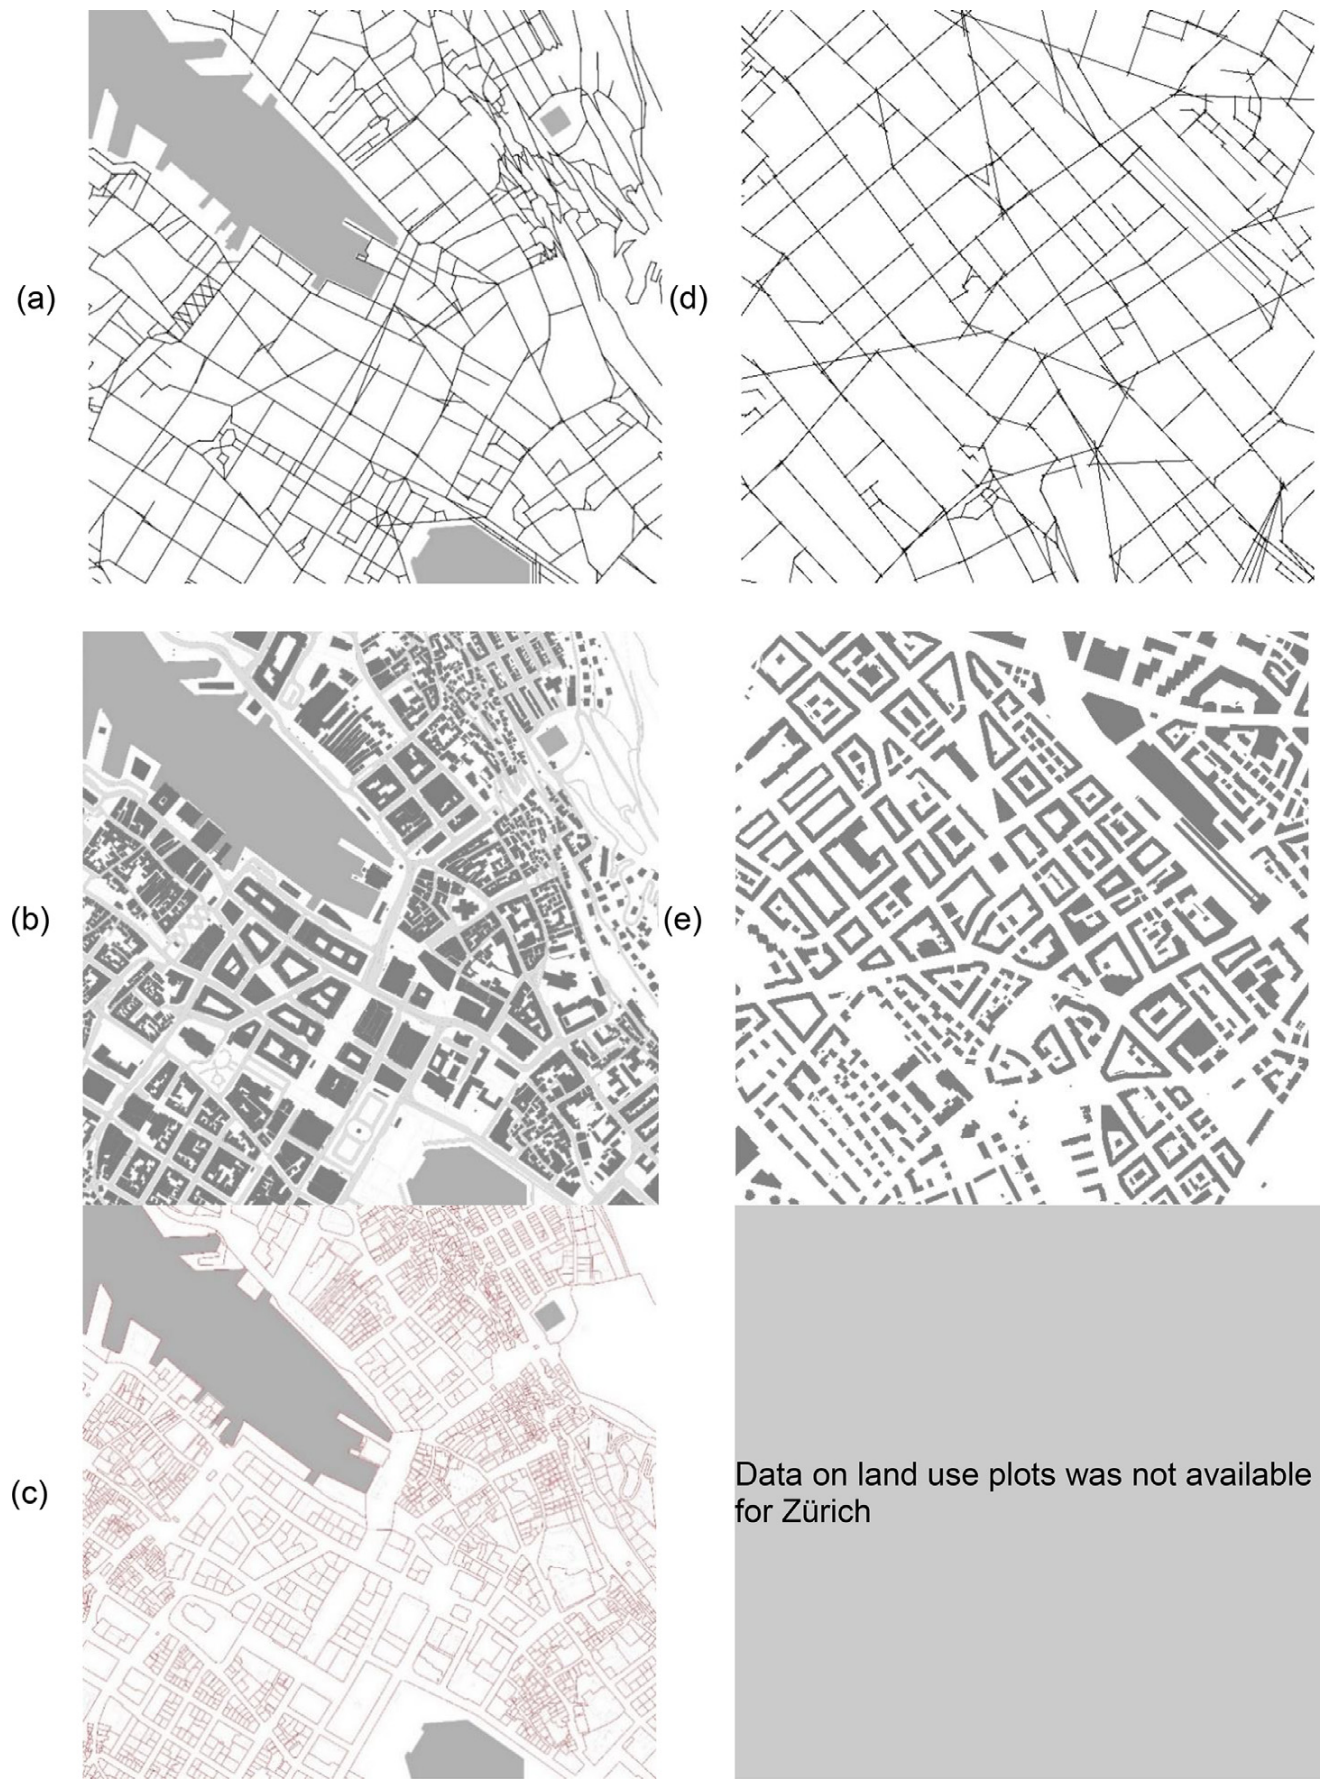 (a)
(d)
(b)
(e)
(c)
Data on land use plots was not available
for Zürich